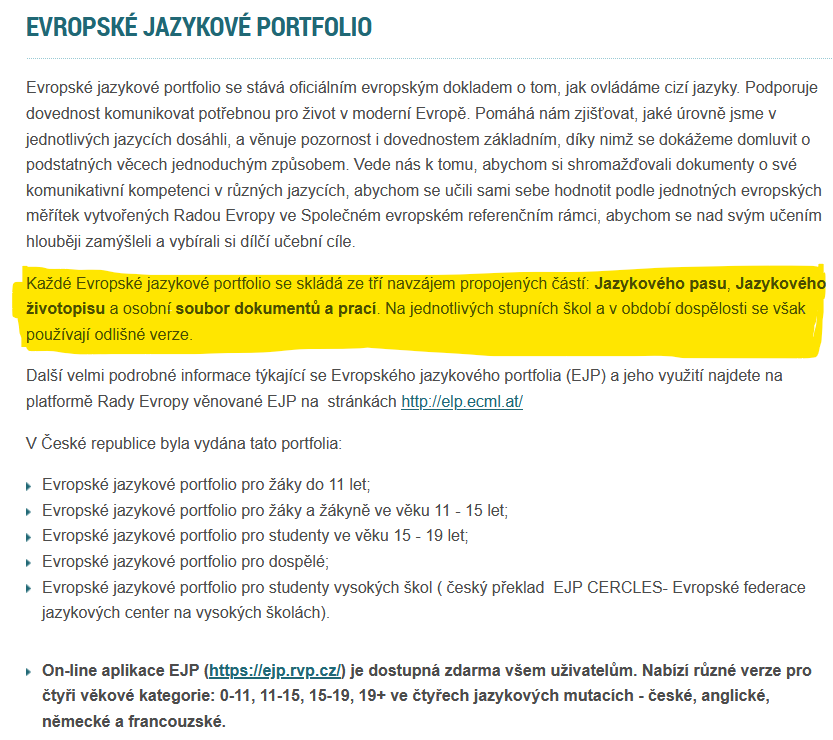 EVROPSKÉ JAZYKOVÉ PORTFOLIO
Evropské jazykové portfolio se stává oficiálním evropským dokladem o tom, jak ovládáme cizí jazyky. Podporuje
dovednost komunikovat potřebnou pro život v moderní Evropě. Pomáhá nám zjišťovat, jaké úrovně jsme v
jednotlivých jazycích dosáhli, a věnuje pozornost i dovednostem základním, díky nimž se dokážeme domluvit o
podstatných věcech jednoduchým způsobem. Vede nás k tomu, abychom si shromažďovali dokumenty o své
komunikativní kompetenci v různých jazycích, abychom se učili sami sebe hodnotit podle jednotných evropských
měřítek vytvořených Radou Evropy ve Společném evropském referenčním rámci, abychom se nad svým učením
hlouběji zamýšleli a vybírali si dílčí učební cíle.
Každé Evropské jazykové portfolio se skládá ze tří navzájem propojených částí: Jazykového pasu, Jazykového
životopisu a osobní soubor dokumentů a prací. Na jednotlivých stupních škol a v období dospělosti se však
používají odlišné verze.
Další velmi podrobné informace týkající se Evropského jazykového portfolia (EJP) a jeho využití najdete na
platformě Rady Evropy věnované EJP na  stránkách http://elp.ecml.at/
V České republice byla vydána tato portfolia:
Evropské jazykové portfolio pro žáky do 11 let;
Evropské jazykové portfolio pro žáky a žákyně ve věku 11 - 15 let;
Evropské jazykové portfolio pro studenty ve věku 15 - 19 let;
Evropské jazykové portfolio pro dospělé;
Evropské jazykové portfolio pro studenty vysokých škol ( český překlad  EJP CERCLES- Evropské federace
jazykových center na vysokých školách).
On-line aplikace EJP (https://ejp.rvp.cz/) je dostupná zdarma všem uživatelům. Nabízí různé verze pro
čtyři věkové kategorie: 0-11, 11-15, 15-19, 19+ ve čtyřech jazykových mutacích - české, anglické,
německé a francouzské.